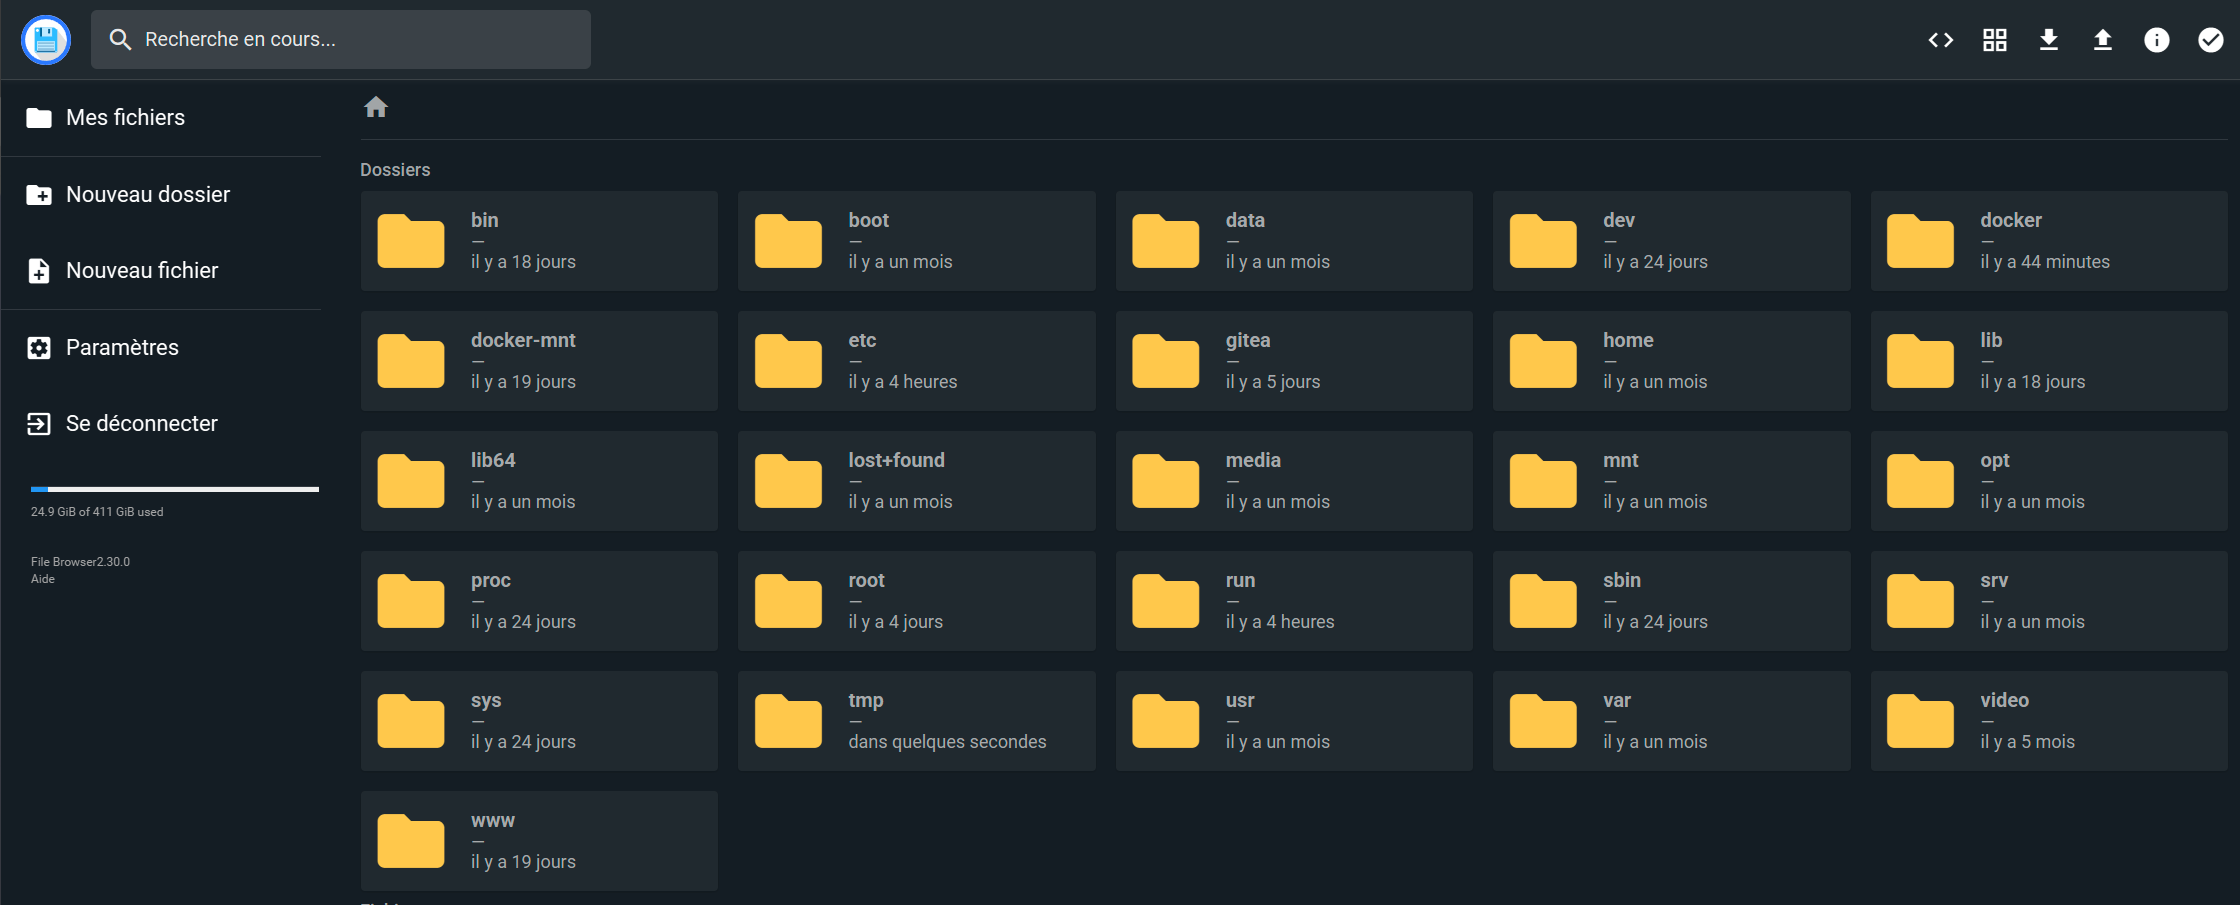 Recherche en cours...
Mes fichiers
Nouveau dossier
Nouveau fichier
Paramètres
Se déconnecter
24.9 GiB of 411 GiB used
File Browser2.30.0
Aide
Dossiers
bin
—
il y a 18 jours
boot
—
il y a un mois
data
—
il y a un mois
dev
—
il y a 24 jours
docker
—
il y a 44 minutes
docker-mnt
—
il y a 19 jours
etc
—
il y a 4 heures
gitea
—
il y a 5 jours
home
—
il y a un mois
lib
—
il y a 18 jours
lib64
—
il y a un mois
lost+found
—
il y a un mois
media
—
il y a un mois
mnt
—
il y a un mois
opt
—
il y a un mois
proc
—
il y a 24 jours
root
—
il y a 4 jours
run
—
il y a 4 heures
sbin
—
il y a 24 jours
srv
—
il y a un mois
sys
—
il y a 24 jours
tmp
—
dans quelques secondes
usr
—
il y a un mois
var
—
il y a un mois
video
—
il y a 5 mois
www
—
il y a 19 jours